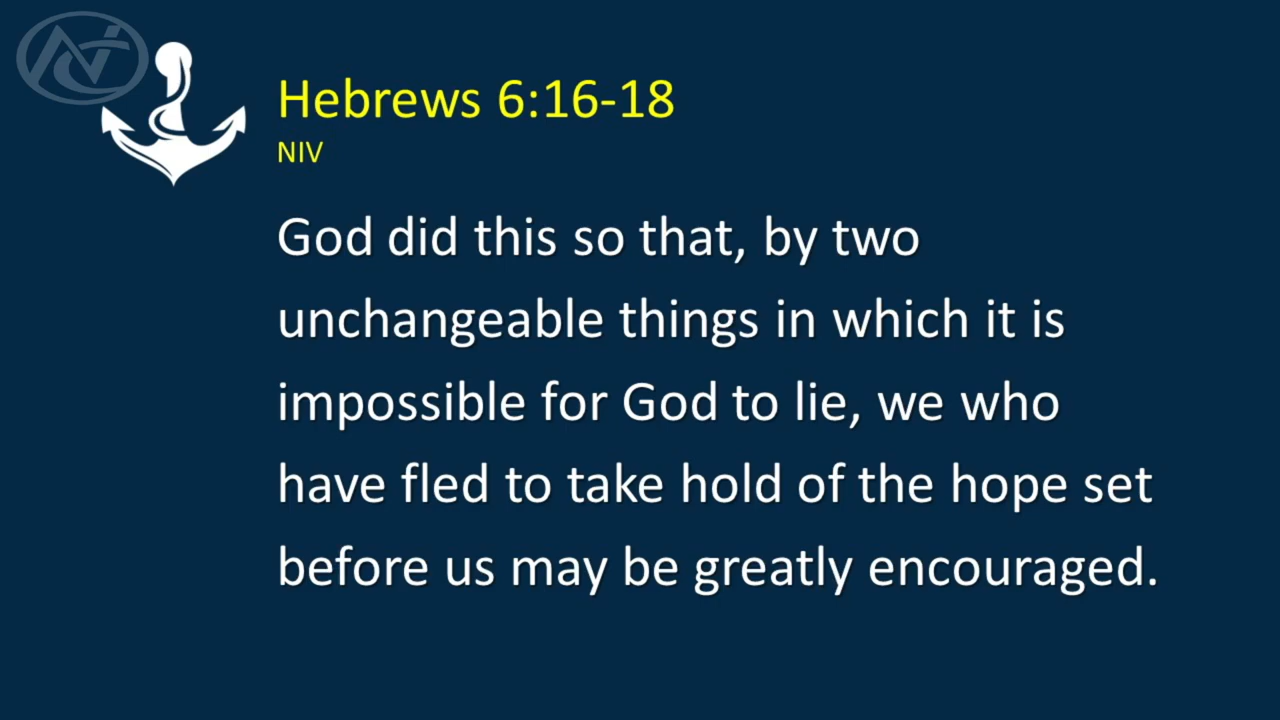 Hebrews 6:16-18
NIV
God did this so that, by two
unchangeable things in which it is
impossible for God to lie, we who
have fled to take hold of the hope set
before us may be greatly encouraged.